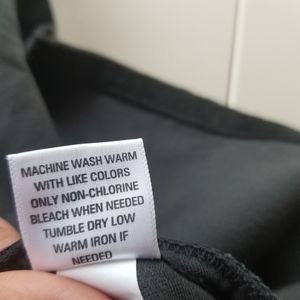 MACHINE WASH WARM
WITH LIKE COLORS
ONLY NON-CHLORINE
BLEACH WHEN NEEDED
TUMBLE DRY LOW
WARM IRON IF
NEEDED